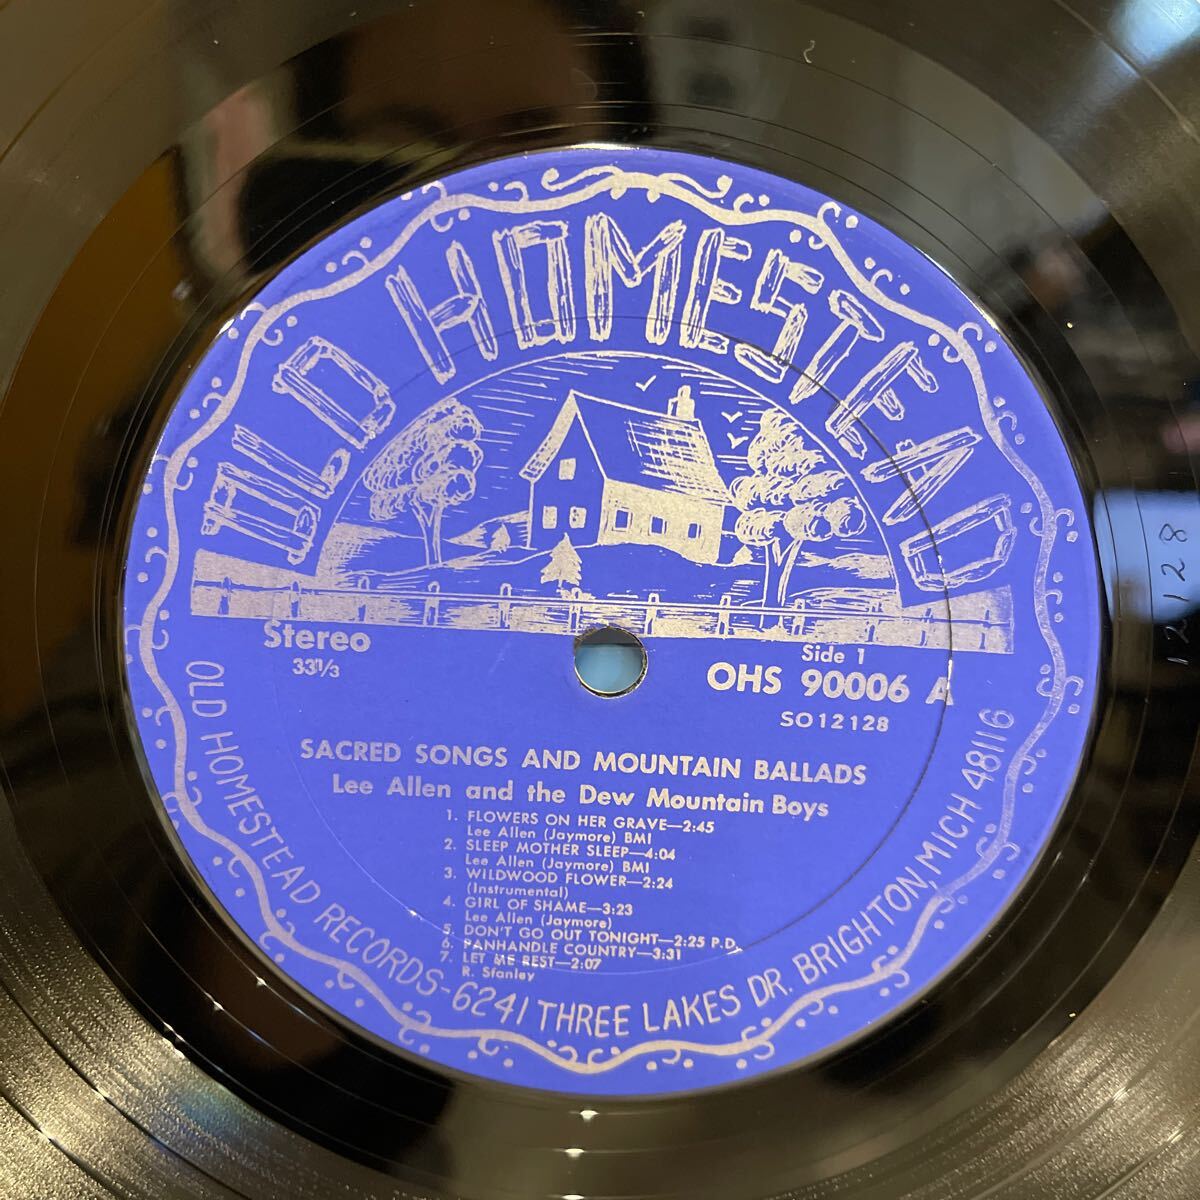 OLD HOMESTEAD
Stereo
33 1/3
Side 1
OHS 90006 A
SO12128
SACRED SONGS AND MOUNTAIN BALLADS
Lee Allen and the Dew Mountain Boys
1. FLOWERS ON HER GRAVE—2:45
Lee Allen (Jaymore) BMI
2. SLEEP MOTHER SLEEP—4:04
Lee Allen (Jaymore) BMI
3. WILDWOOD FLOWER—2:24
(Instrumental)
4. GIRL OF SHAME—3:23
Lee Allen (Jaymore)
5. DON'T GO OUT TONIGHT—2:25 P.D.
6. PANHANDLE COUNTRY—3:31
7. LET ME REST—2:07
R. Stanley
OLD HOMESTEAD RECORDS-6241 THREE LAKES DR. BRIGHTON, MICH 48116
12128